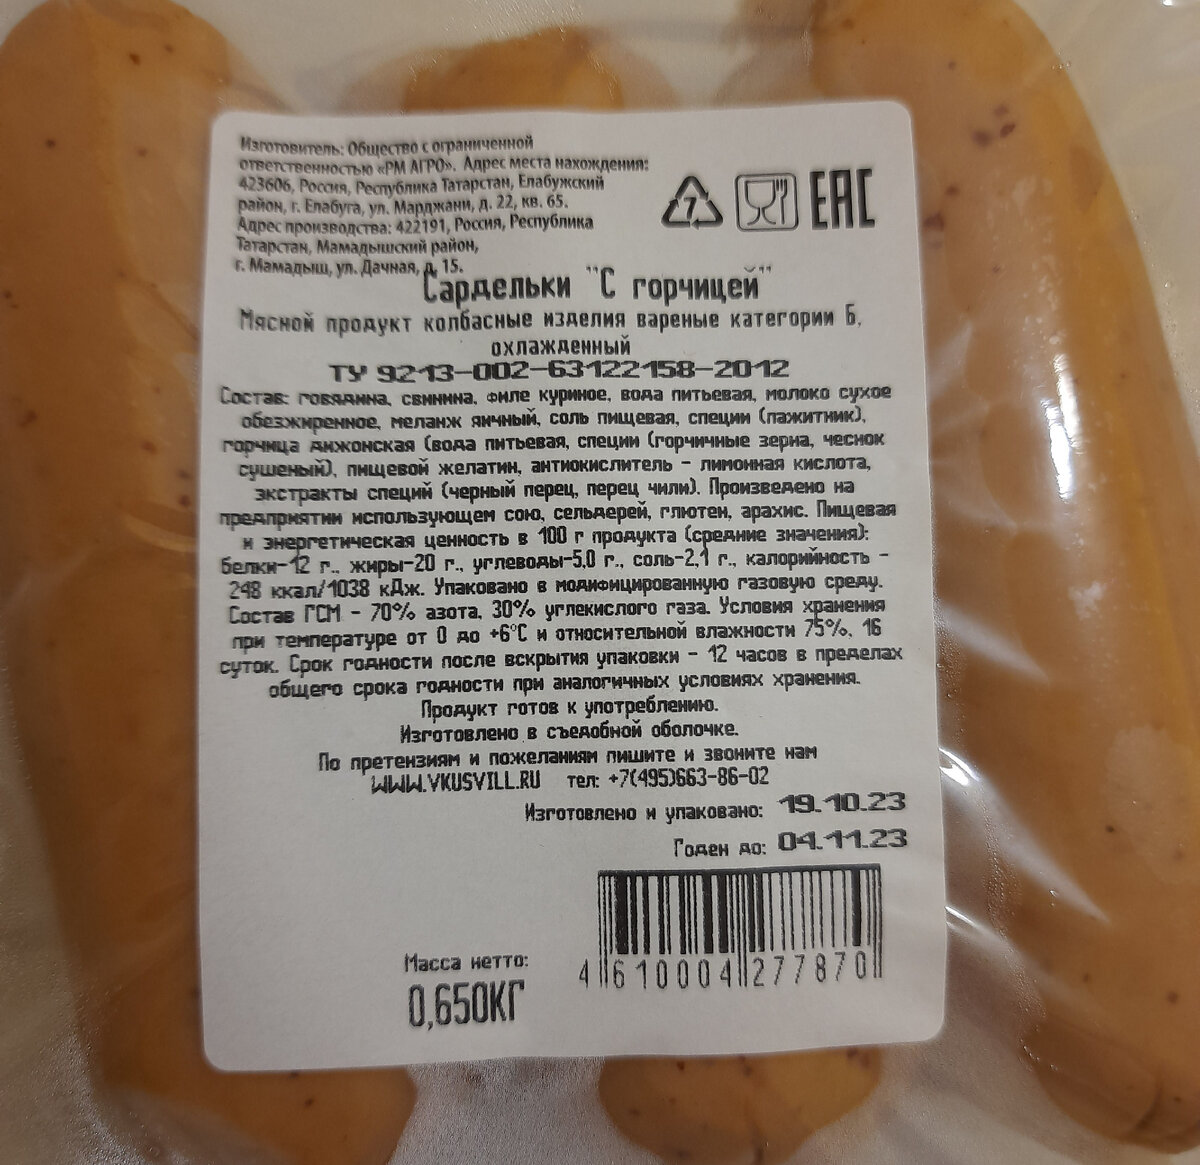 Изготовитель: Общество с ограниченной
ответственностью «РМ АГРО». Адрес места нахождения:
423606, Россия, Республика Татарстан, Елабужский
район, г. Елабуга, ул. Марджани, д. 22, кв. 65.
Адрес производства: 422191, Россия, Республика
Татарстан, Мамадышский район,
г. Мамадыш, ул. Дачная, д. 15.
7
EAC
Сардельки "С горчицей"
Мясной продукт колбасные изделия вареные категории Б,
охлажденный
ТУ 9213-002-63122158-2012
Состав: говядина, свинина, филе куриное, вода питьевая, молоко сухое
обезжиренное, меланж яичный, соль пищевая, специи (пажитник),
горчица дижонская (вода питьевая, специи (горчичные зерна, чеснок
сушеный), пищевой желатин, антиокислитель - лимонная кислота,
экстракты специй (черный перец, перец чили). Произведено на
предприятии использующем сою, сельдерей, глютен, арахис. Пищевая
и энергетическая ценность в 100 г продукта (средние значения):
белки-12 г., жиры-20 г., углеводы-5,0 г., соль-2,1 г., калорийность -
248 ккал/1038 кДж. Упаковано в модифицированную газовую среду.
Состав ГСМ - 70% азота, 30% углекислого газа. Условия хранения
при температуре от 0 до +6°С и относительной влажности 75%, 16
суток. Срок годности после вскрытия упаковки - 12 часов в пределах
общего срока годности при аналогичных условиях хранения.
Продукт готов к употреблению.
Изготовлено в съедобной оболочке.
По претензиям и пожеланиям пишите и звоните нам
WWW.VKUSVILL.RU тел: +7(495)663-86-02
Изготовлено и упаковано: 19.10.23
Годен до: 04.11.23
Масса нетто:
0,650КГ
4 610004 277870